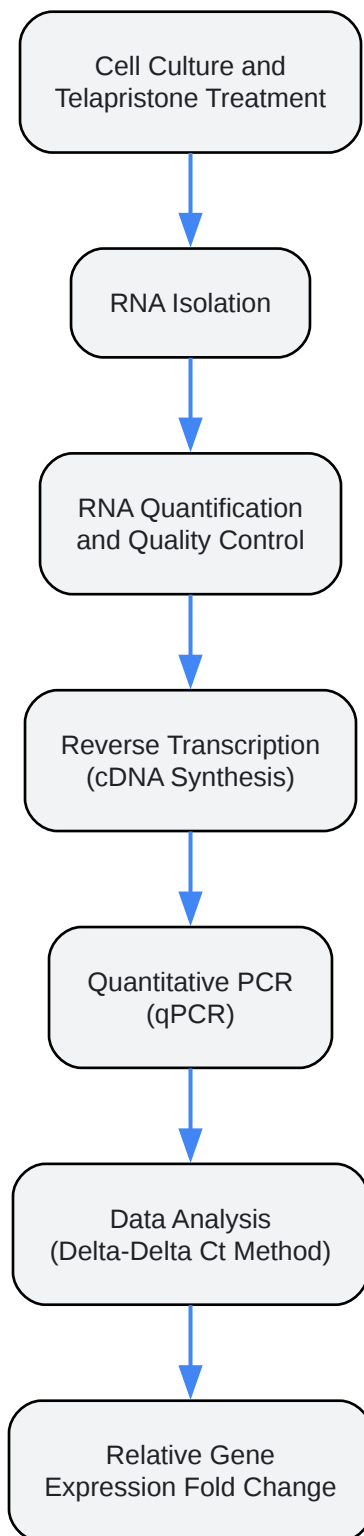 Cell Culture and
Telapristone Treatment
RNA Isolation
RNA Quantification
and Quality Control
Reverse Transcription
(cDNA Synthesis)
Quantitative PCR
(qPCR)
Data Analysis
(Delta-Delta Ct Method)
Relative Gene
Expression Fold Change